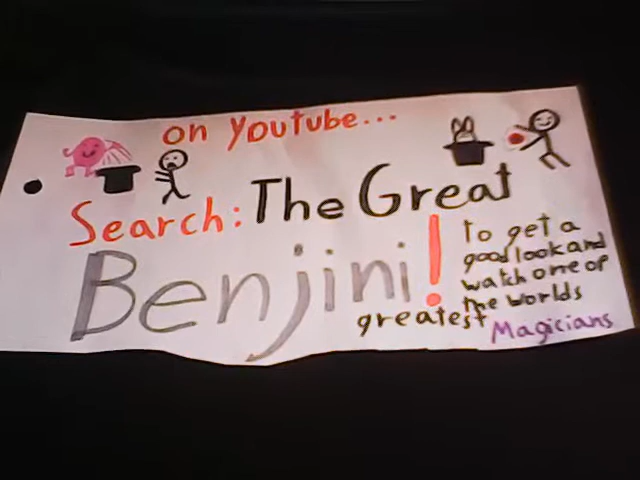 on Youtube...
Search: The Great
Benjini!
to get a
good look and
watch one of
the worlds
greatest Magicians